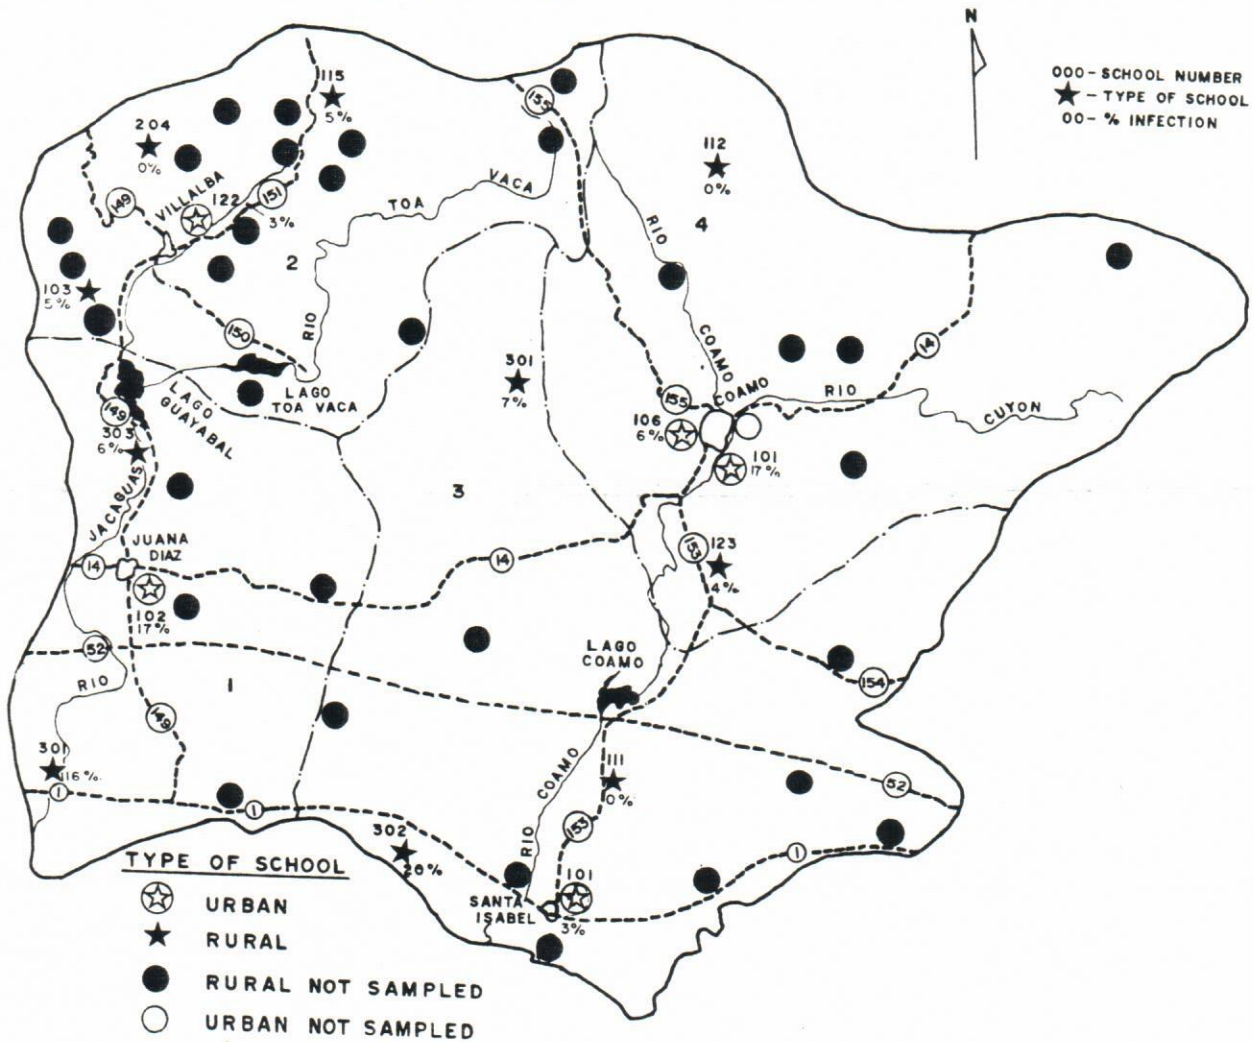 N
000 - SCHOOL NUMBER
★ - TYPE OF SCHOOL
00 - % INFECTION
115
5%
155
204
0%
112
0%
VILLALBA
149
122
151
3%
TOA
VACA
RIO
4
2
103
5%
150
RIO
COAMO
14
301
7%
LAGO
TOA VACA
LAGO
GUAYABAL
149
303
6%
155
COAMO
RIO
CUYON
106
6%
101
17%
3
JACAGUAS
JUANA
DIAZ
14
14
153
123
4%
102
17%
52
RIO
1
LAGO
COAMO
154
149
301
16%
1
1
COAMO
RIO
111
0%
52
153
302
20%
1
101
SANTA
ISABEL
3%
TYPE OF SCHOOL
URBAN
RURAL
RURAL NOT SAMPLED
URBAN NOT SAMPLED